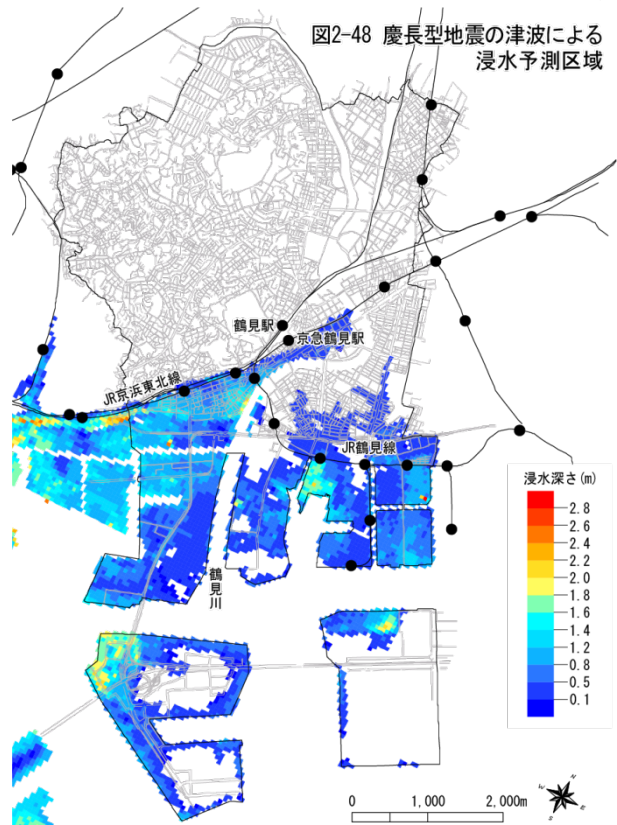 図2-48 慶長型地震の津波による
浸水予測区域
鶴見駅
京急鶴見駅
JR京浜東北線
JR鶴見線
鶴見川
浸水深さ(m)
2.8
2.6
2.4
2.2
2.0
1.8
1.6
1.4
1.2
0.8
0.5
0.1
0 1,000 2,000m
N
W
E
S